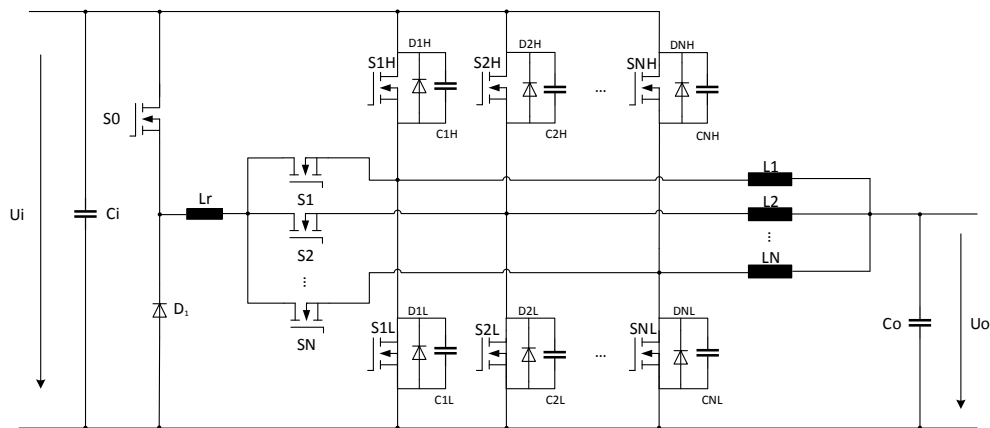 D1H
D2H
DNH
S1H
S2H
SNH
...
C1H
C2H
CNH
S0
Lr
S1
L1
Ui
Ci
S2
L2
...
...
LN
D1
SN
D1L
D2L
DNL
S1L
S2L
SNL
...
Co
Uo
C1L
C2L
CNL